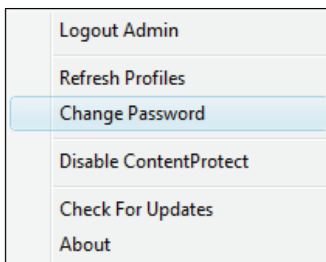 Logout Admin
Refresh Profiles
Change Password
Disable ContentProtect
Check For Updates
About